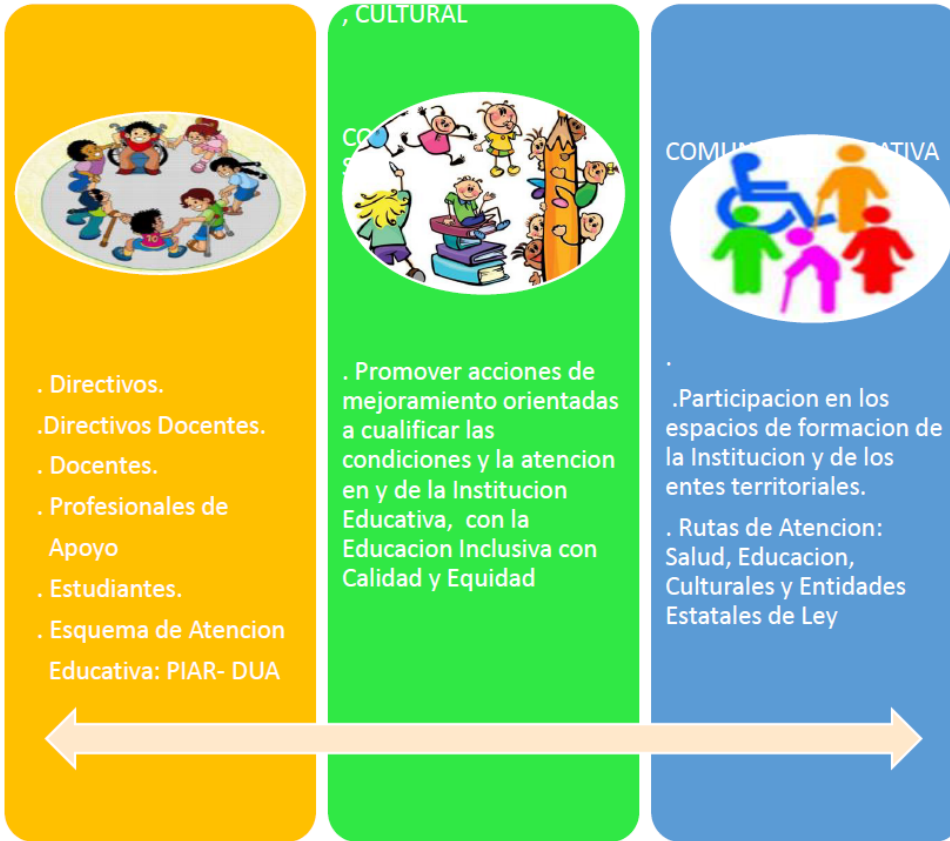 . Directivos.
.Directivos Docentes.
. Docentes.
. Profesionales de
Apoyo
. Estudiantes.
. Esquema de Atencion
Educativa: PIAR- DUA
, CULTURAL
. Promover acciones de
mejoramiento orientadas
a cualificar las
condiciones y la atencion
en y de la Institucion
Educativa, con la
Educacion Inclusiva con
Calidad y Equidad
.
.Participacion en los
espacios de formacion de
la Institucion y de los
entes territoriales.
. Rutas de Atencion:
Salud, Educacion,
Culturales y Entidades
Estatales de Ley